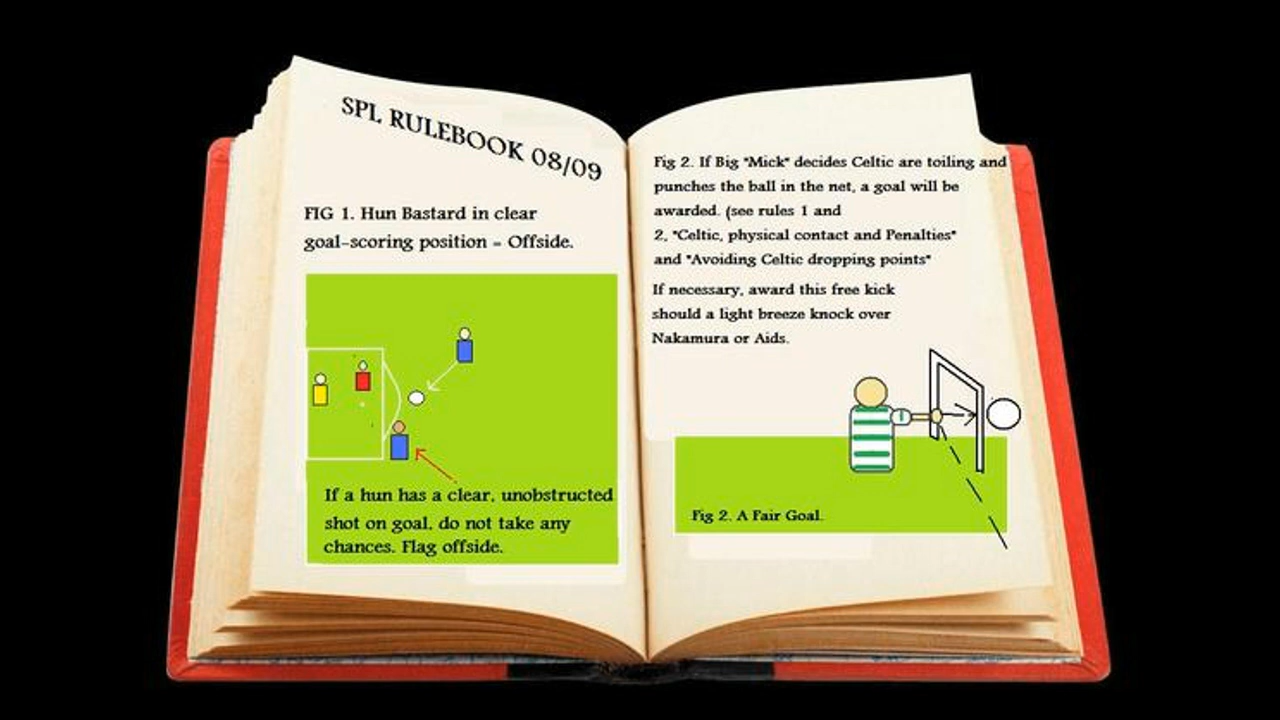 SPL RULEBOOK 08/09
FIG 1. Hun Bastard in clear
goal-scoring position = Offside.
If a hun has a clear, unobstructed
shot on goal, do not take any
chances. Flag offside.
Fig 2. If Big "Mick" decides Celtic are toiling and
punches the ball in the net, a goal will be
awarded. (see rules 1 and
2, "Celtic, physical contact and Penalties"
and "Avoiding Celtic dropping points"
If necessary, award this free kick
should a light breeze knock over
Nakamura or Aids.
Fig 2. A Fair Goal.